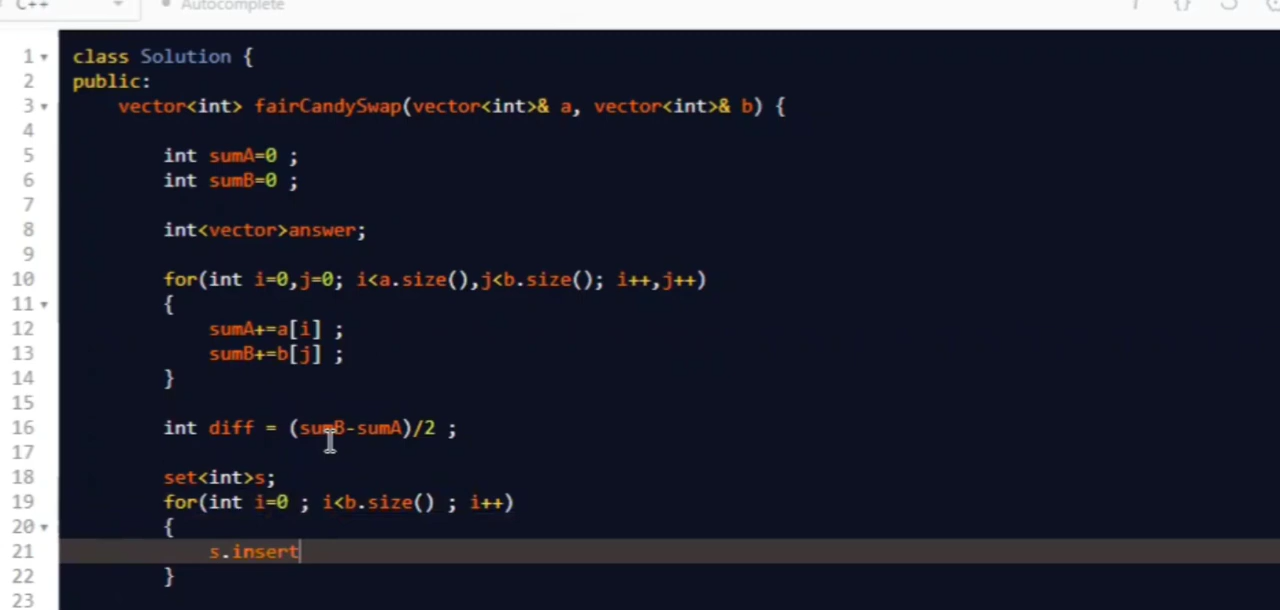 C++ Autocomplete
1 class Solution {
2 public:
3 vector<int> fairCandySwap(vector<int>& a, vector<int>& b) {
4
5 int sumA=0 ;
6 int sumB=0 ;
7
8 int<vector>answer;
9
10 for(int i=0,j=0; i<a.size(),j<b.size(); i++,j++)
11 {
12 sumA+=a[i] ;
13 sumB+=b[j] ;
14 }
15
16 int diff = (sumB-sumA)/2 ;
17
18 set<int>s;
19 for(int i=0 ; i<b.size() ; i++)
20 {
21 s.insert
22 }
23